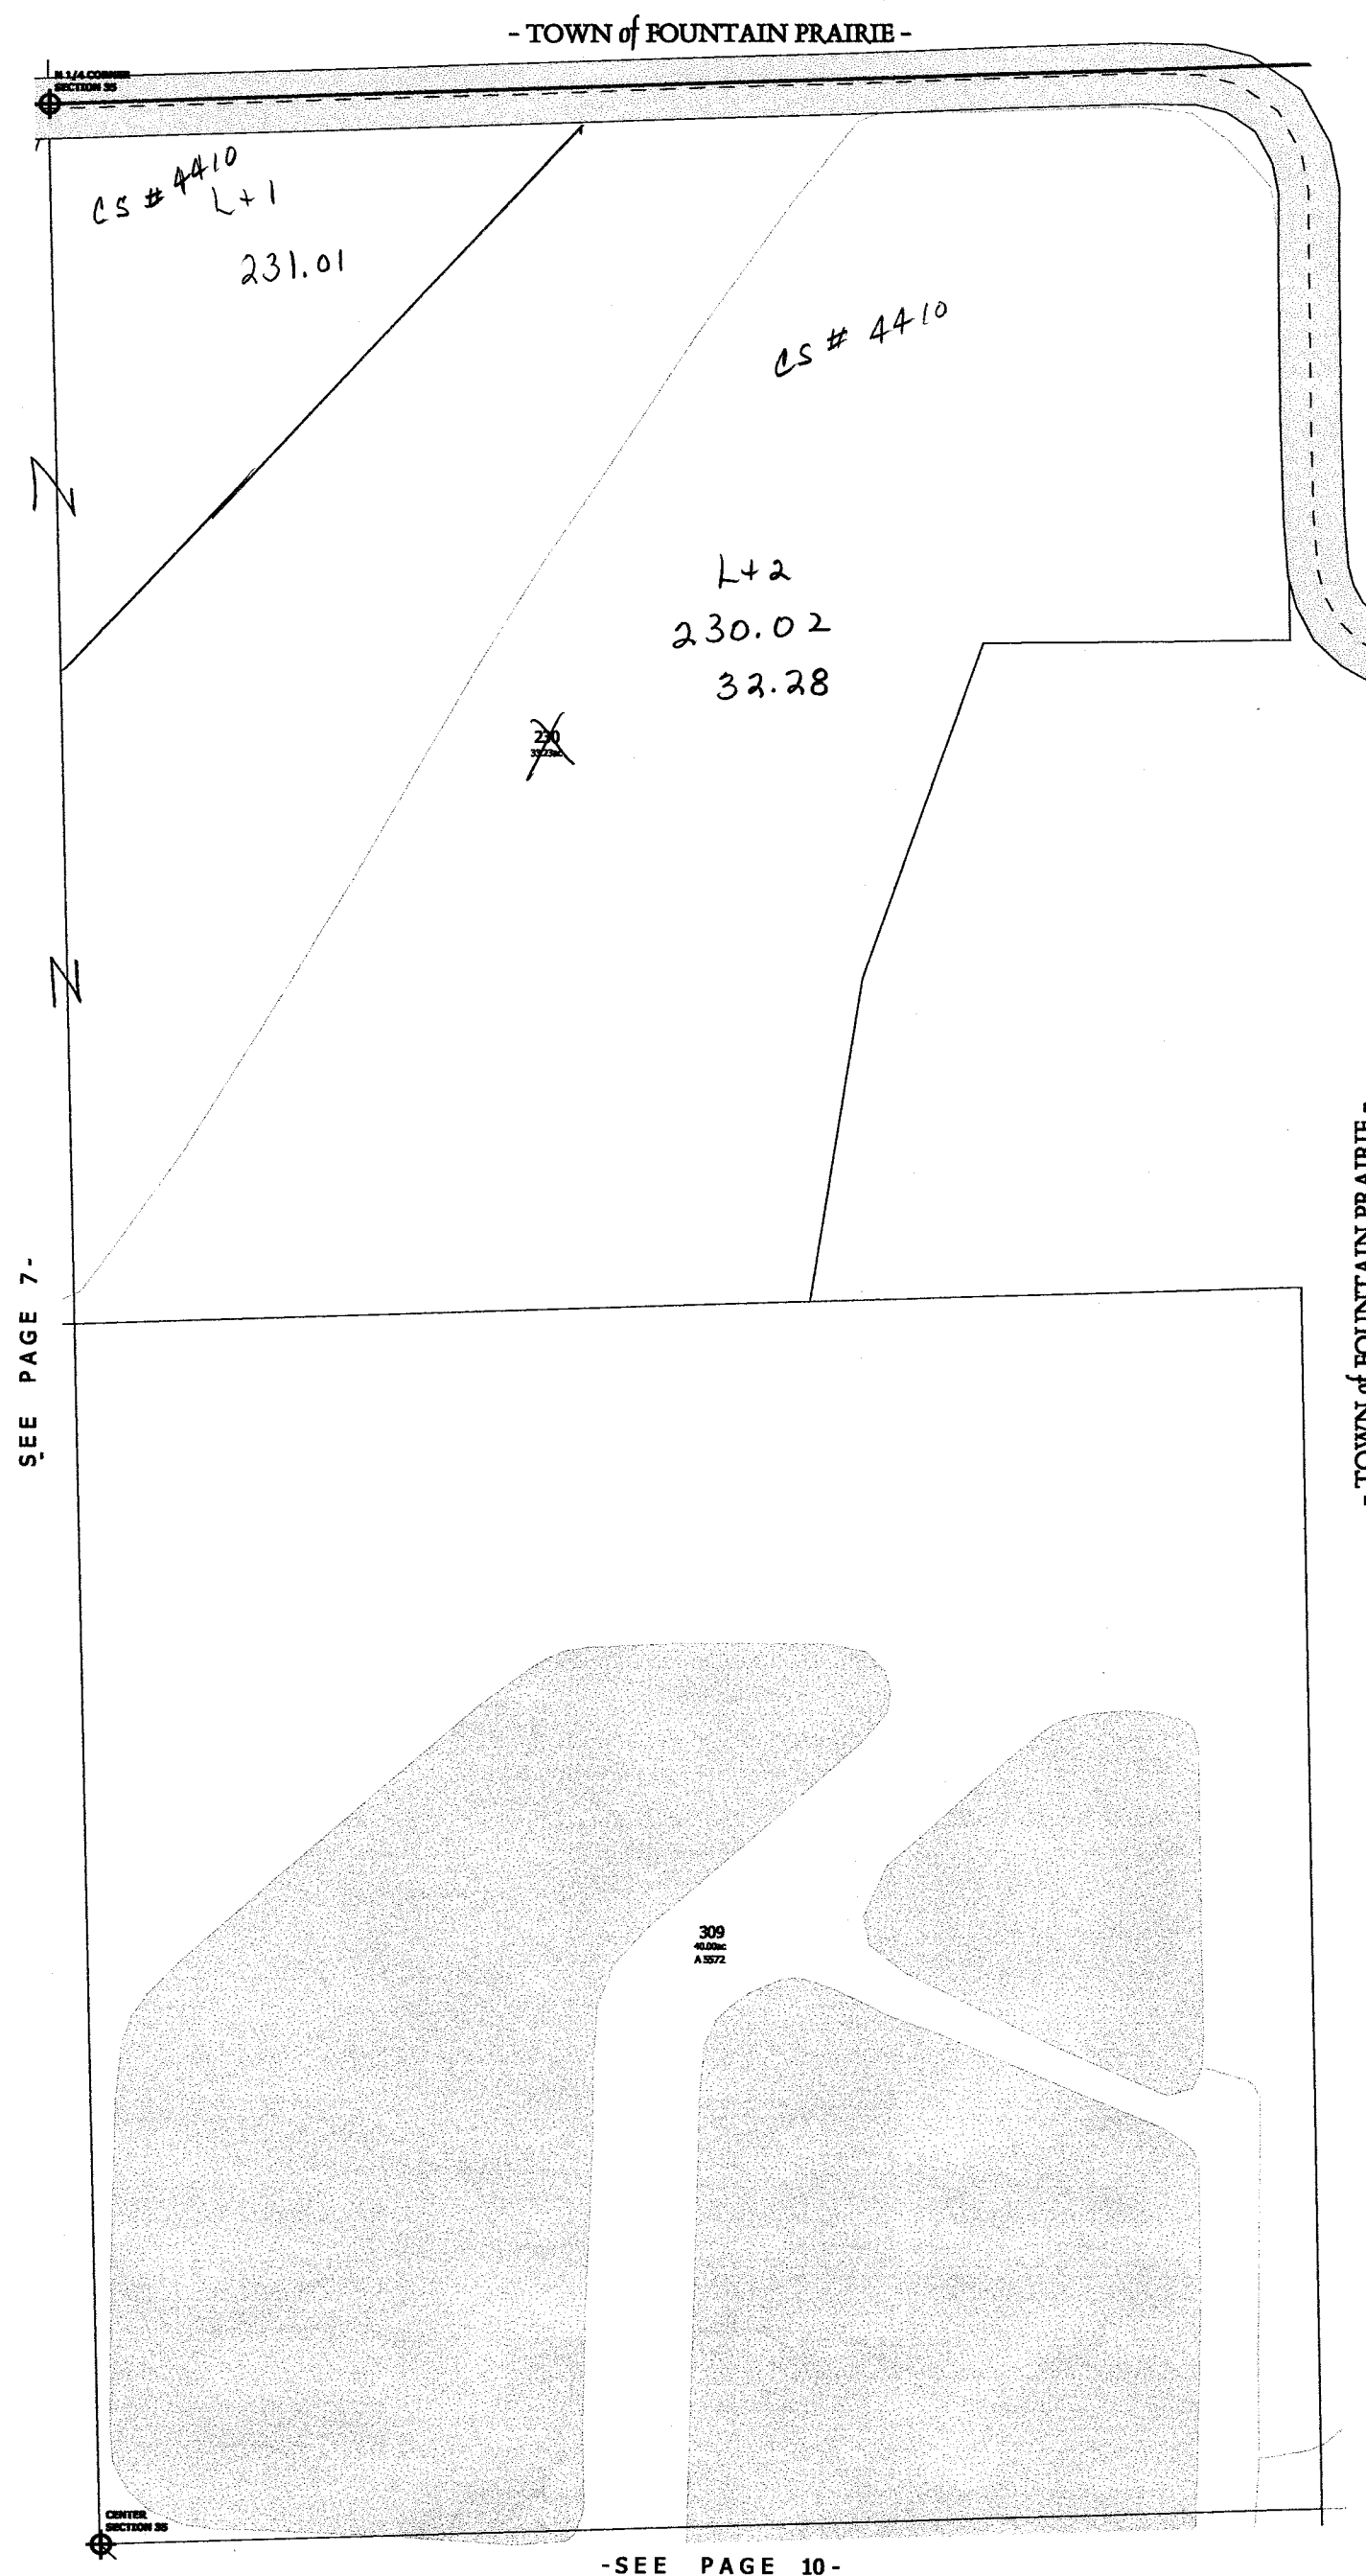 - TOWN of FOUNTAIN PRAIRIE -
N 1/4 CORNER
SECTION 35
CS # 4410
L+1
231.01
CS # 4410
L+2
230.02
32.28
230
N
N
SEE PAGE 7-
- TOWN of FOUNTAIN PRAIRIE -
309
40.00ac
A 5572
CENTER
SECTION 35
-SEE PAGE 10-